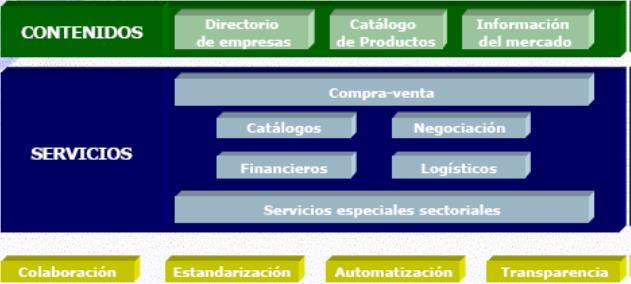 CONTENIDOS
Directorio
de empresas
Catálogo
de Productos
Información
del mercado
SERVICIOS
Compra-venta
Catálogos
Negociación
Financieros
Logísticos
Servicios especiales sectoriales
Colaboración
Estandarización
Automatización
Transparencia